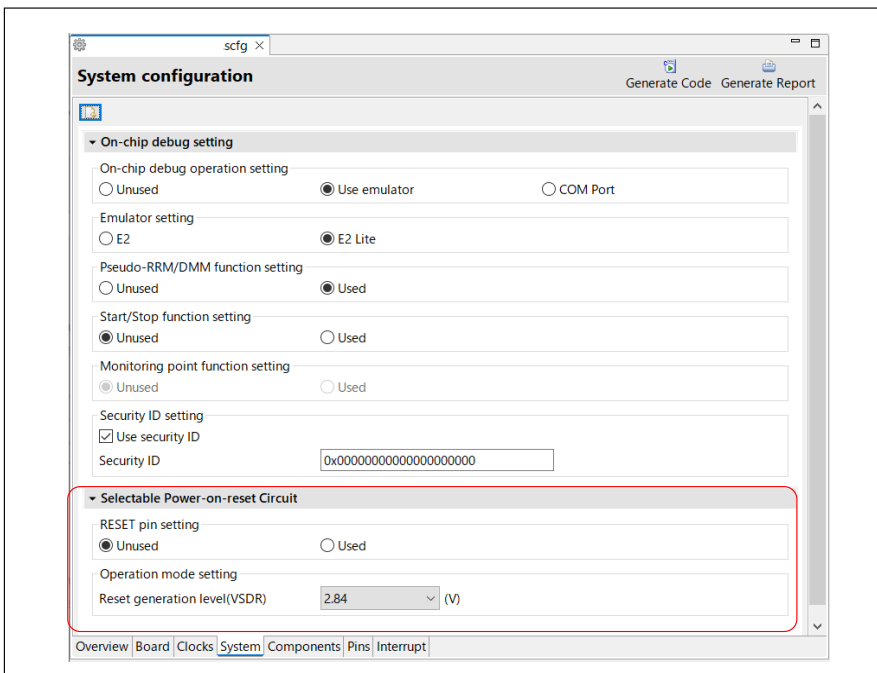 scfg
System configuration
Generate Code Generate Report
On-chip debug setting
On-chip debug operation setting
Unused Use emulator COM Port
Emulator setting
E2 E2 Lite
Pseudo-RRM/DMM function setting
Unused Used
Start/Stop function setting
Unused Used
Monitoring point function setting
Unused Used
Security ID setting
Use security ID
Security ID 0x00000000000000000000
Selectable Power-on-reset Circuit
RESET pin setting
Unused Used
Operation mode setting
Reset generation level(VSDR) 2.84 (V)
Overview Board Clocks System Components Pins Interrupt